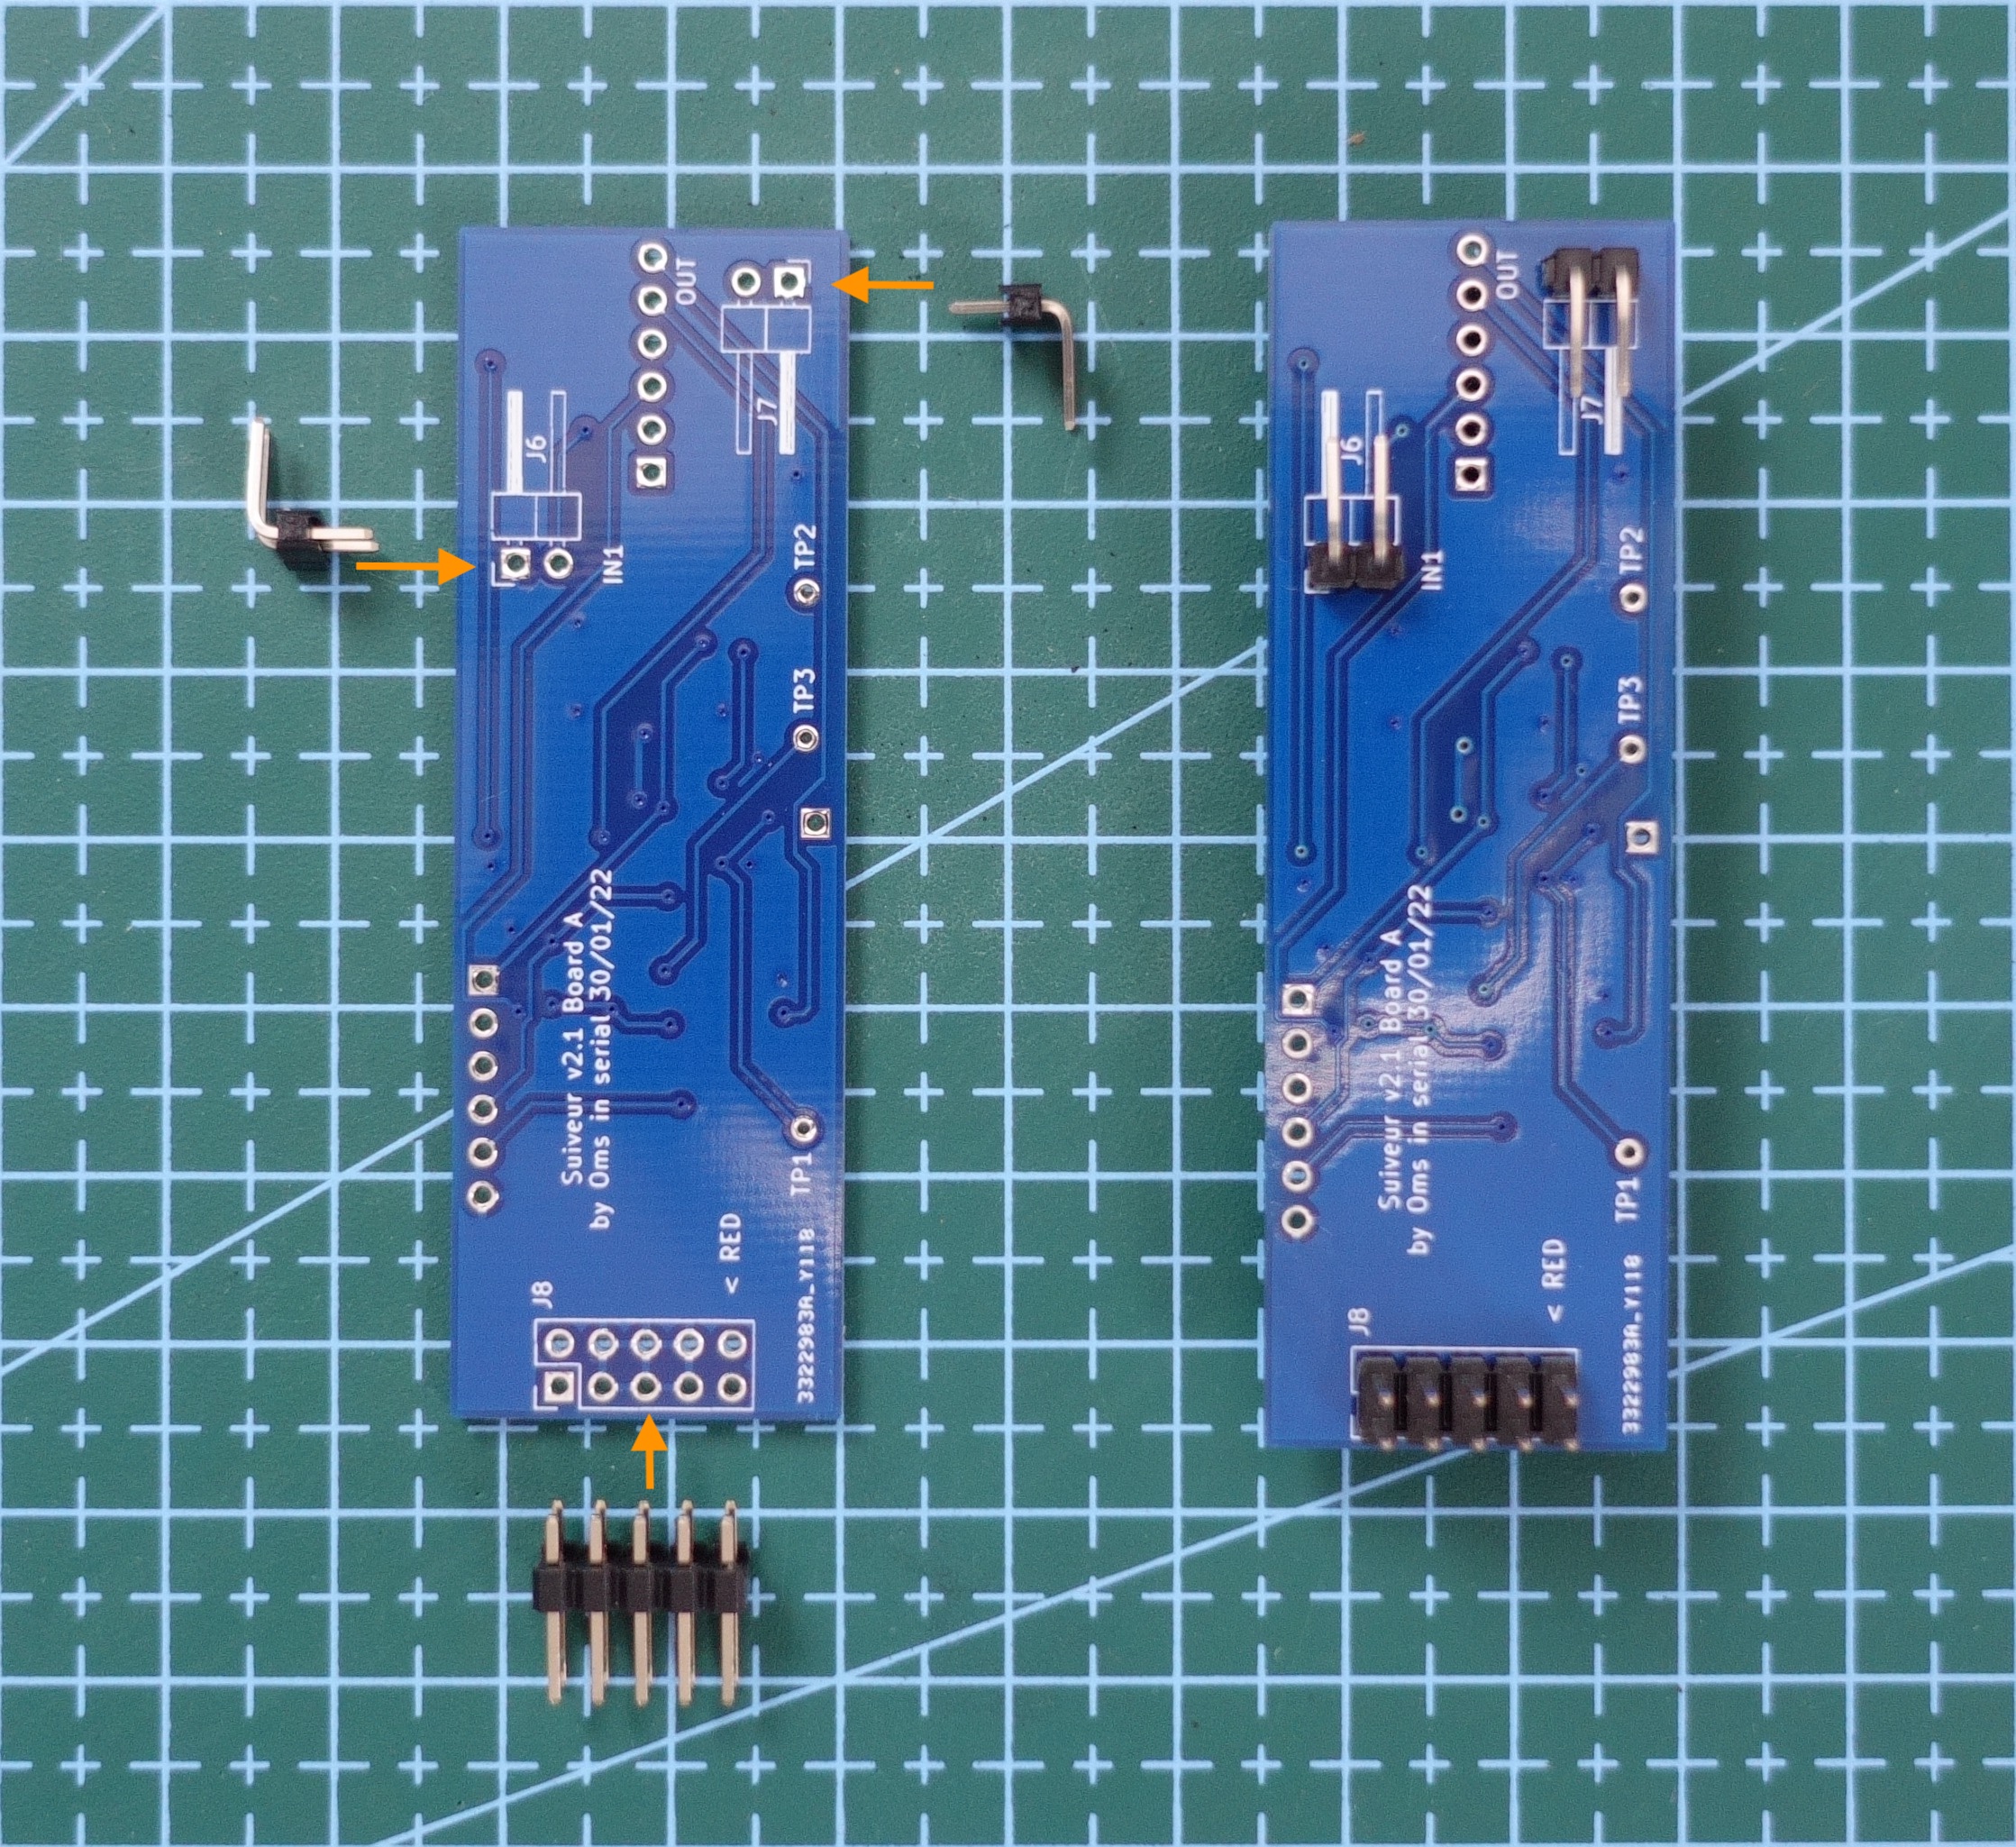 OUT
J7
J6
IN1
TP2
TP3
Suiveur v2.1 Board A
by Oms in serial 30/01/22
TP1
< RED
J8
3322983A_Y118
OUT
J7
J6
IN1
TP2
TP3
Suiveur v2.1 Board A
by Oms in serial 30/01/22
TP1
< RED
J8
3322983A_Y118